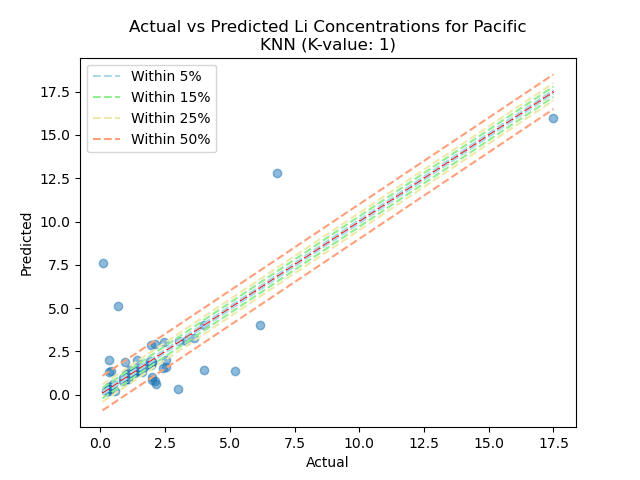 Actual vs Predicted Li Concentrations for Pacific
KNN (K-value: 1)
Within 5%
Within 15%
Within 25%
Within 50%
17.5
15.0
12.5
10.0
7.5
5.0
2.5
0.0
Predicted
0.0 2.5 5.0 7.5 10.0 12.5 15.0 17.5
Actual